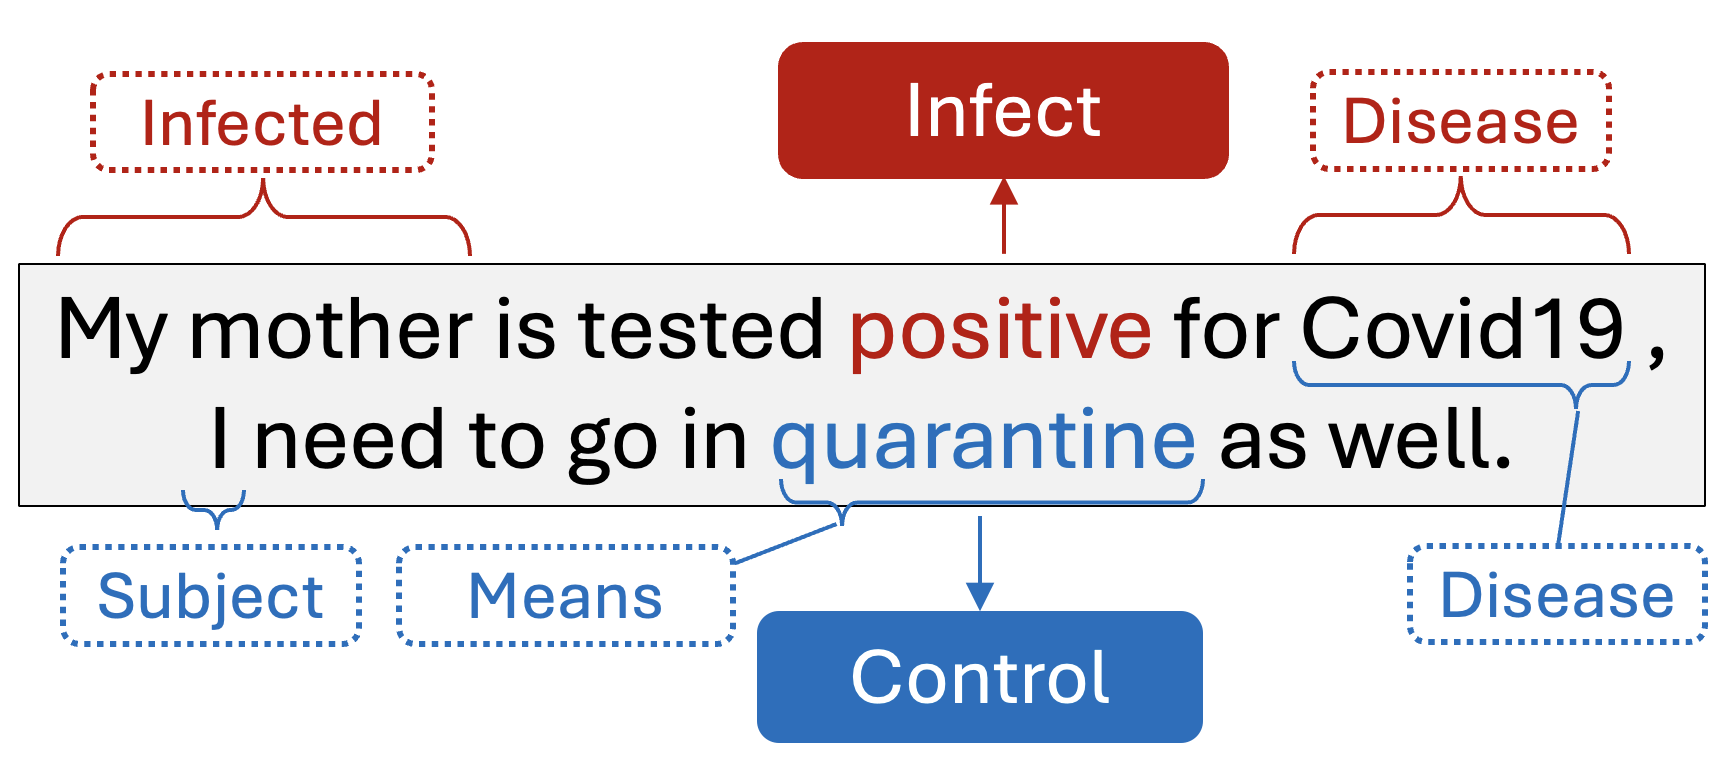 Infected
Infect
Disease
My mother is tested positive for Covid19 ,
I need to go in quarantine as well.
Subject
Means
Disease
Control